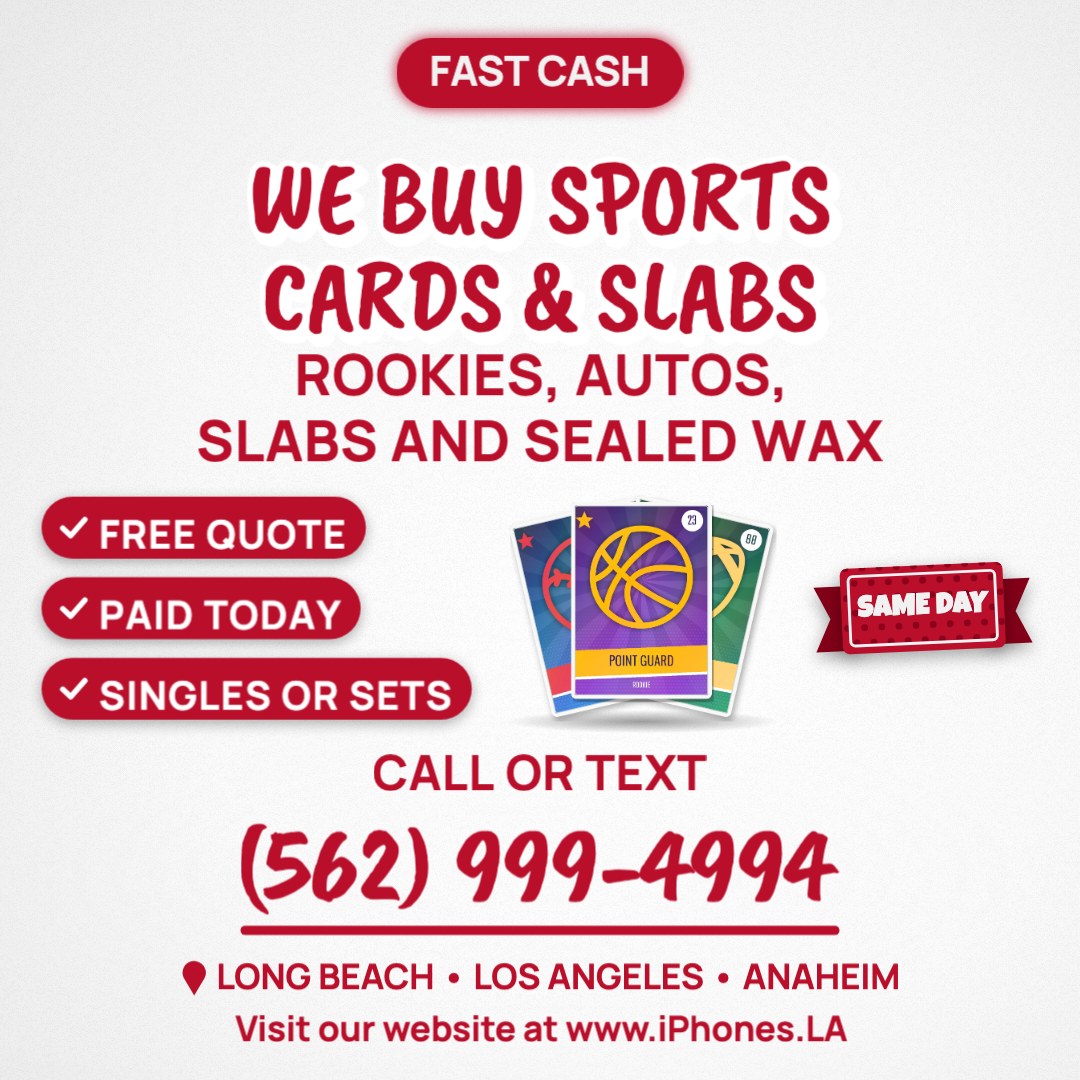 FAST CASH
WE BUY SPORTS
CARDS & SLABS
ROOKIES, AUTOS,
SLABS AND SEALED WAX
FREE QUOTE
PAID TODAY
SINGLES OR SETS
23
88
POINT GUARD
ROOKIE
SAME DAY
CALL OR TEXT
(562) 999-4994
LONG BEACH • LOS ANGELES • ANAHEIM
Visit our website at www.iPhones.LA